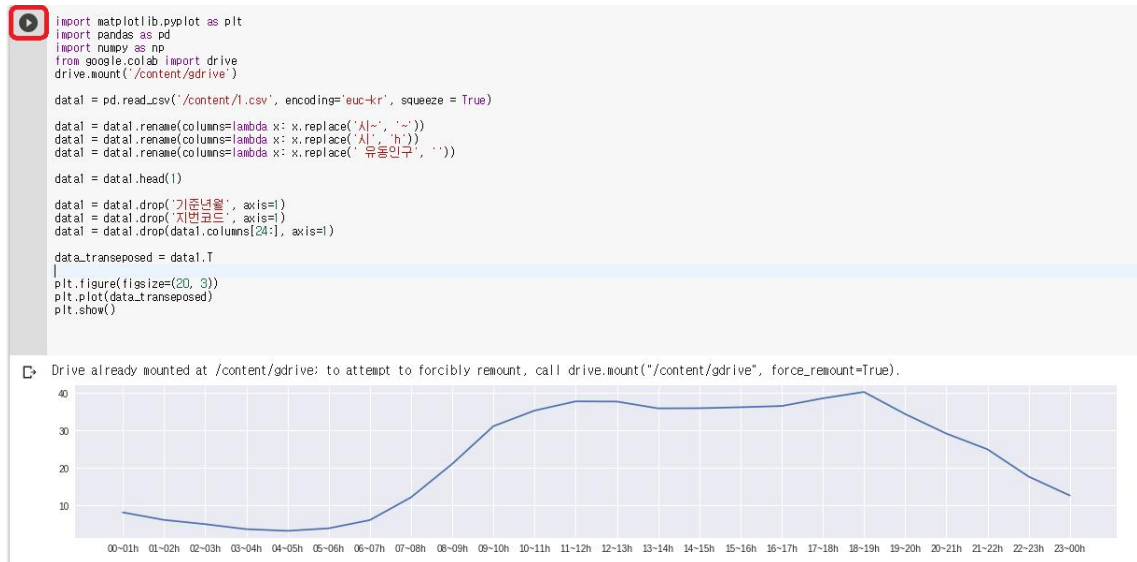 import matplotlib.pyplot as plt
import pandas as pd
import numpy as np
from google.colab import drive
drive.mount('/content/gdrive')
data1 = pd.read_csv('/content/1.csv', encoding='euc-kr', squeeze = True)
data1 = data1.rename(columns=lambda x: x.replace('시~', '~'))
data1 = data1.rename(columns=lambda x: x.replace('시', 'h'))
data1 = data1.rename(columns=lambda x: x.replace(' 유동인구', ''))
data1 = data1.head(1)
data1 = data1.drop('기준년월', axis=1)
data1 = data1.drop('지번코드', axis=1)
data1 = data1.drop(data1.columns[24:], axis=1)
data_transeposed = data1.T
plt.figure(figsize=(20, 3))
plt.plot(data_transeposed)
plt.show()
Drive already mounted at /content/gdrive; to attempt to forcibly remount, call drive.mount("/content/gdrive", force_remount=True).
40
30
20
10
00~01h 01~02h 02~03h 03~04h 04~05h 05~06h 06~07h 07~08h 08~09h 09~10h 10~11h 11~12h 12~13h 13~14h 14~15h 15~16h 16~17h 17~18h 18~19h 19~20h 20~21h 21~22h 22~23h 23~00h